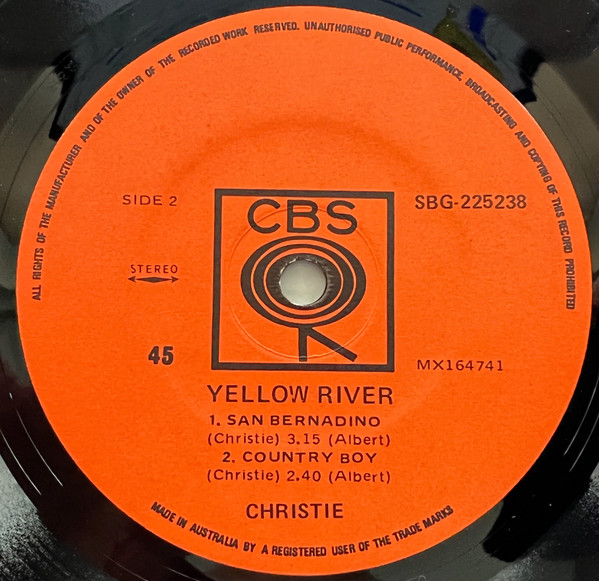 ALL RIGHTS OF THE MANUFACTURER AND OF THE OWNER OF THE RECORDED WORK RESERVED. UNAUTHORISED PUBLIC PERFORMANCE, BROADCASTING AND COPYING OF THIS RECORD PROHIBITED
SIDE 2
SBG-225238
CBS
STEREO
45
MX164741
YELLOW RIVER
1. SAN BERNADINO
(Christie) 3.15 (Albert)
2. COUNTRY BOY
(Christie) 2.40 (Albert)
CHRISTIE
MADE IN AUSTRALIA BY A REGISTERED USER OF THE TRADE MARKS